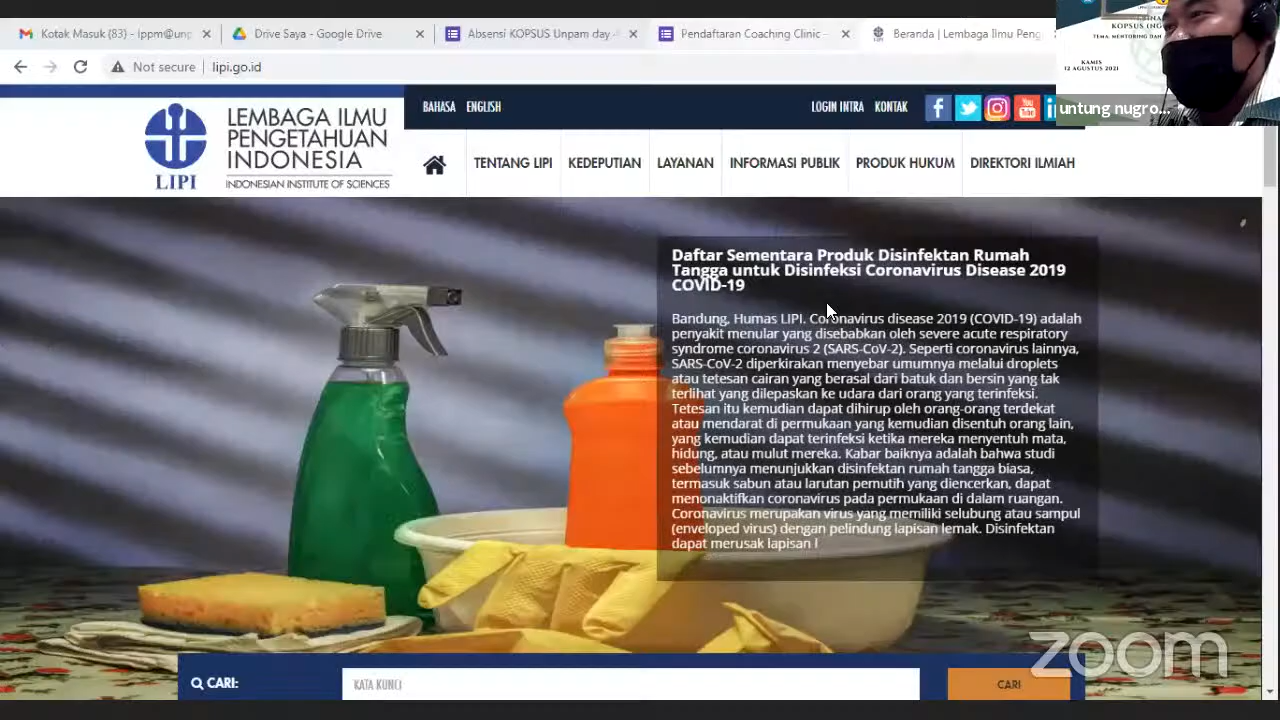 Kotak Masuk (83) - lppm@unp
Drive Saya - Google Drive
Absensi KOPSUS Unpam day -
Pendaftaran Coaching Clinic -
Beranda | Lembaga Ilmu Peng
Not secure
lipi.go.id
KOPSUS
KAMIS
12 AGUSTUS 2021
untung nugro...
LEMBAGA ILMU
PENGETAHUAN
INDONESIA
INDONESIAN INSTITUTE OF SCIENCES
LIPI
BAHASA ENGLISH
LOGIN INTRA KONTAK
You
Tube
TENTANG LIPI KEDEPUTIAN LAYANAN INFORMASI PUBLIK PRODUK HUKUM DIREKTORI ILMIAH
Daftar Sementara Produk Disinfektan Rumah
Tangga untuk Disinfeksi Coronavirus Disease 2019
COVID-19
Bandung, Humas LIPI. Coronavirus disease 2019 (COVID-19) adalah
penyakit menular yang disebabkan oleh severe acute respiratory
syndrome coronavirus 2 (SARS-CoV-2). Seperti coronavirus lainnya,
SARS-CoV-2 diperkirakan menyebar umumnya melalui droplets
atau tetesan cairan yang berasal dari batuk dan bersin yang tak
terlihat yang dilepaskan ke udara dari orang yang terinfeksi.
Tetesan itu kemudian dapat dihirup oleh orang-orang terdekat
atau mendarat di permukaan yang kemudian disentuh orang lain,
yang kemudian dapat terinfeksi ketika mereka menyentuh mata,
hidung, atau mulut mereka. Kabar baiknya adalah bahwa studi
sebelumnya menunjukkan disinfektan rumah tangga biasa,
termasuk sabun atau larutan pemutih yang diencerkan, dapat
menonaktifkan coronavirus pada permukaan di dalam ruangan.
Coronavirus merupakan virus yang memiliki selubung atau sampul
(enveloped virus) dengan pelindung lapisan lemak. Disinfektan
dapat merusak lapisan l
zoom
CARI:
KATA KUNCI
CARI